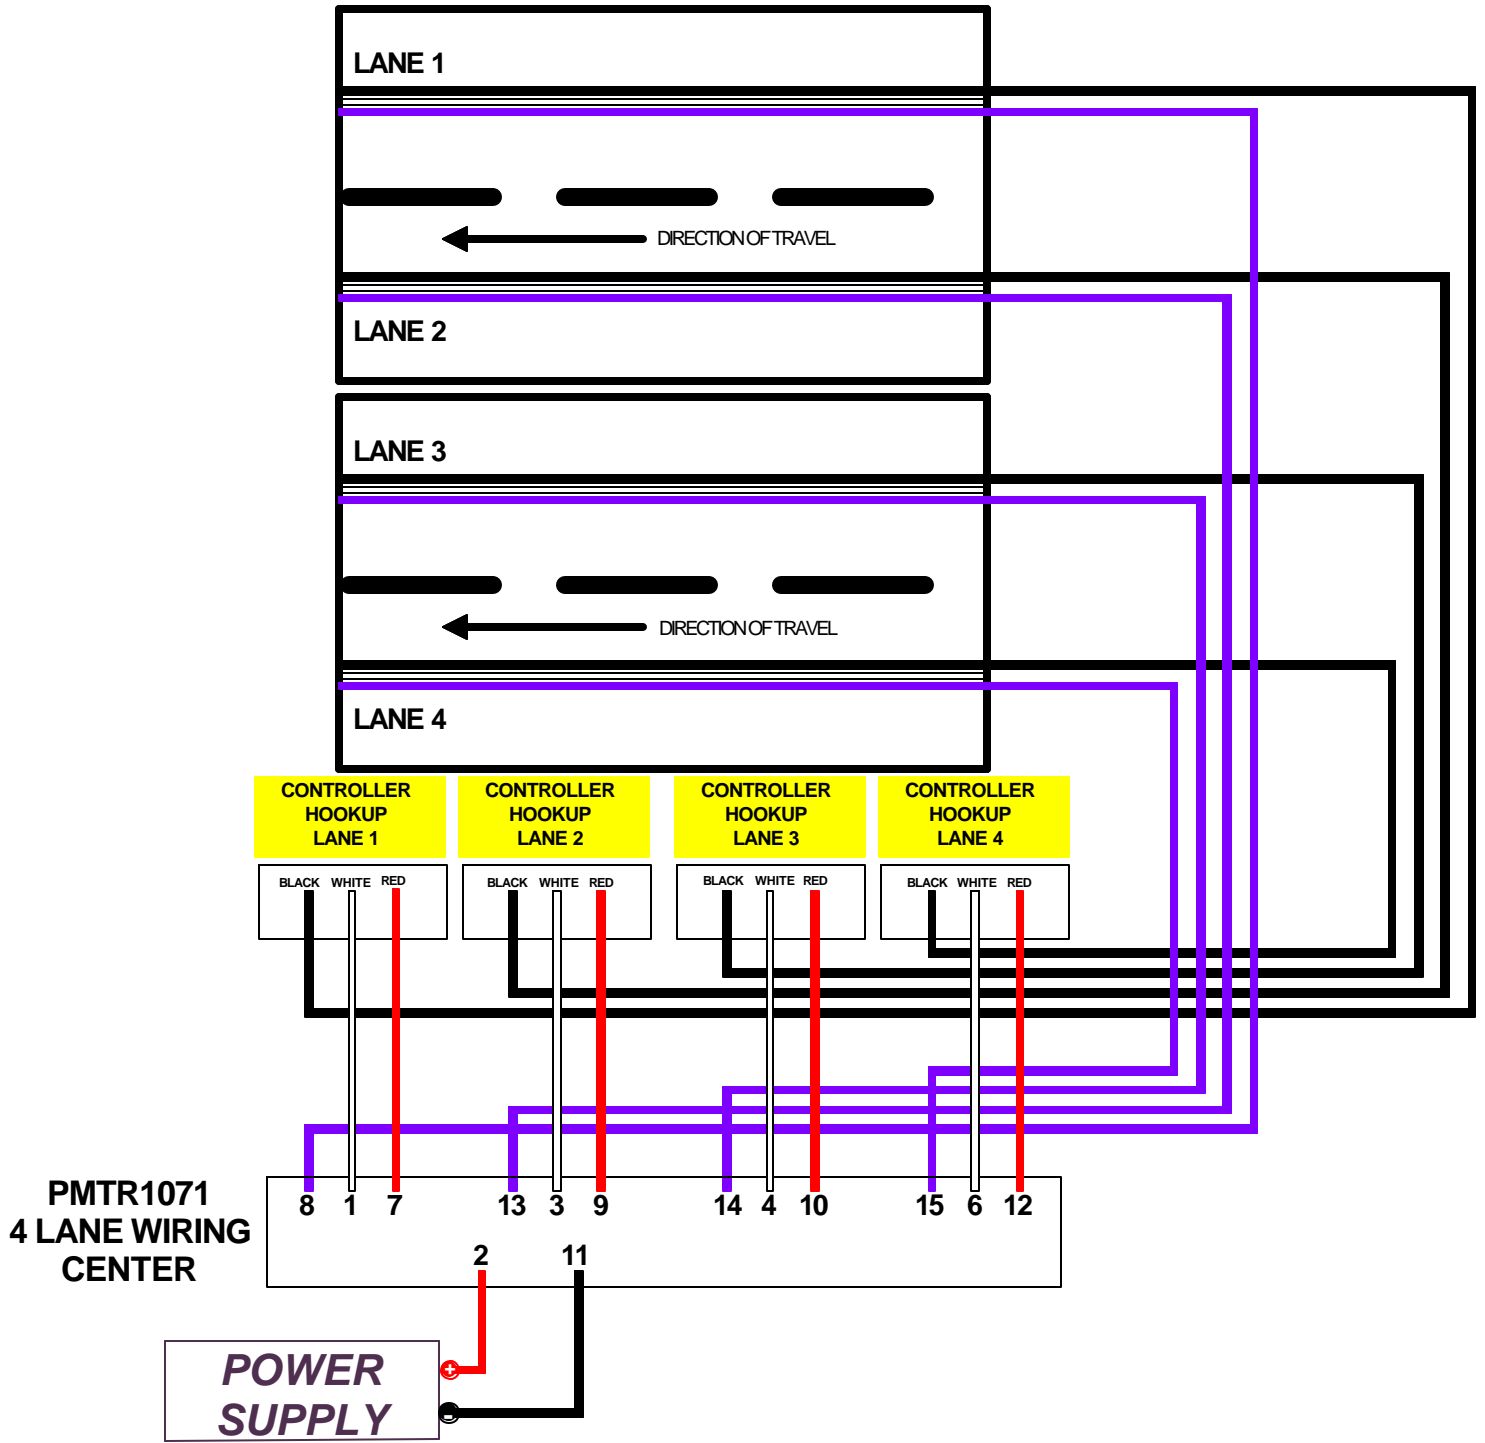 LANE 1
DIRECTION OF TRAVEL
LANE 2
LANE 3
DIRECTION OF TRAVEL
LANE 4
CONTROLLER
HOOKUP
LANE 1
CONTROLLER
HOOKUP
LANE 2
CONTROLLER
HOOKUP
LANE 3
CONTROLLER
HOOKUP
LANE 4
BLACK WHITE RED
BLACK WHITE RED
BLACK WHITE RED
BLACK WHITE RED
PMTR1071
4 LANE WIRING
CENTER
8 1 7 13 3 9 14 4 10 15 6 12
2 11
POWER
SUPPLY
+
-